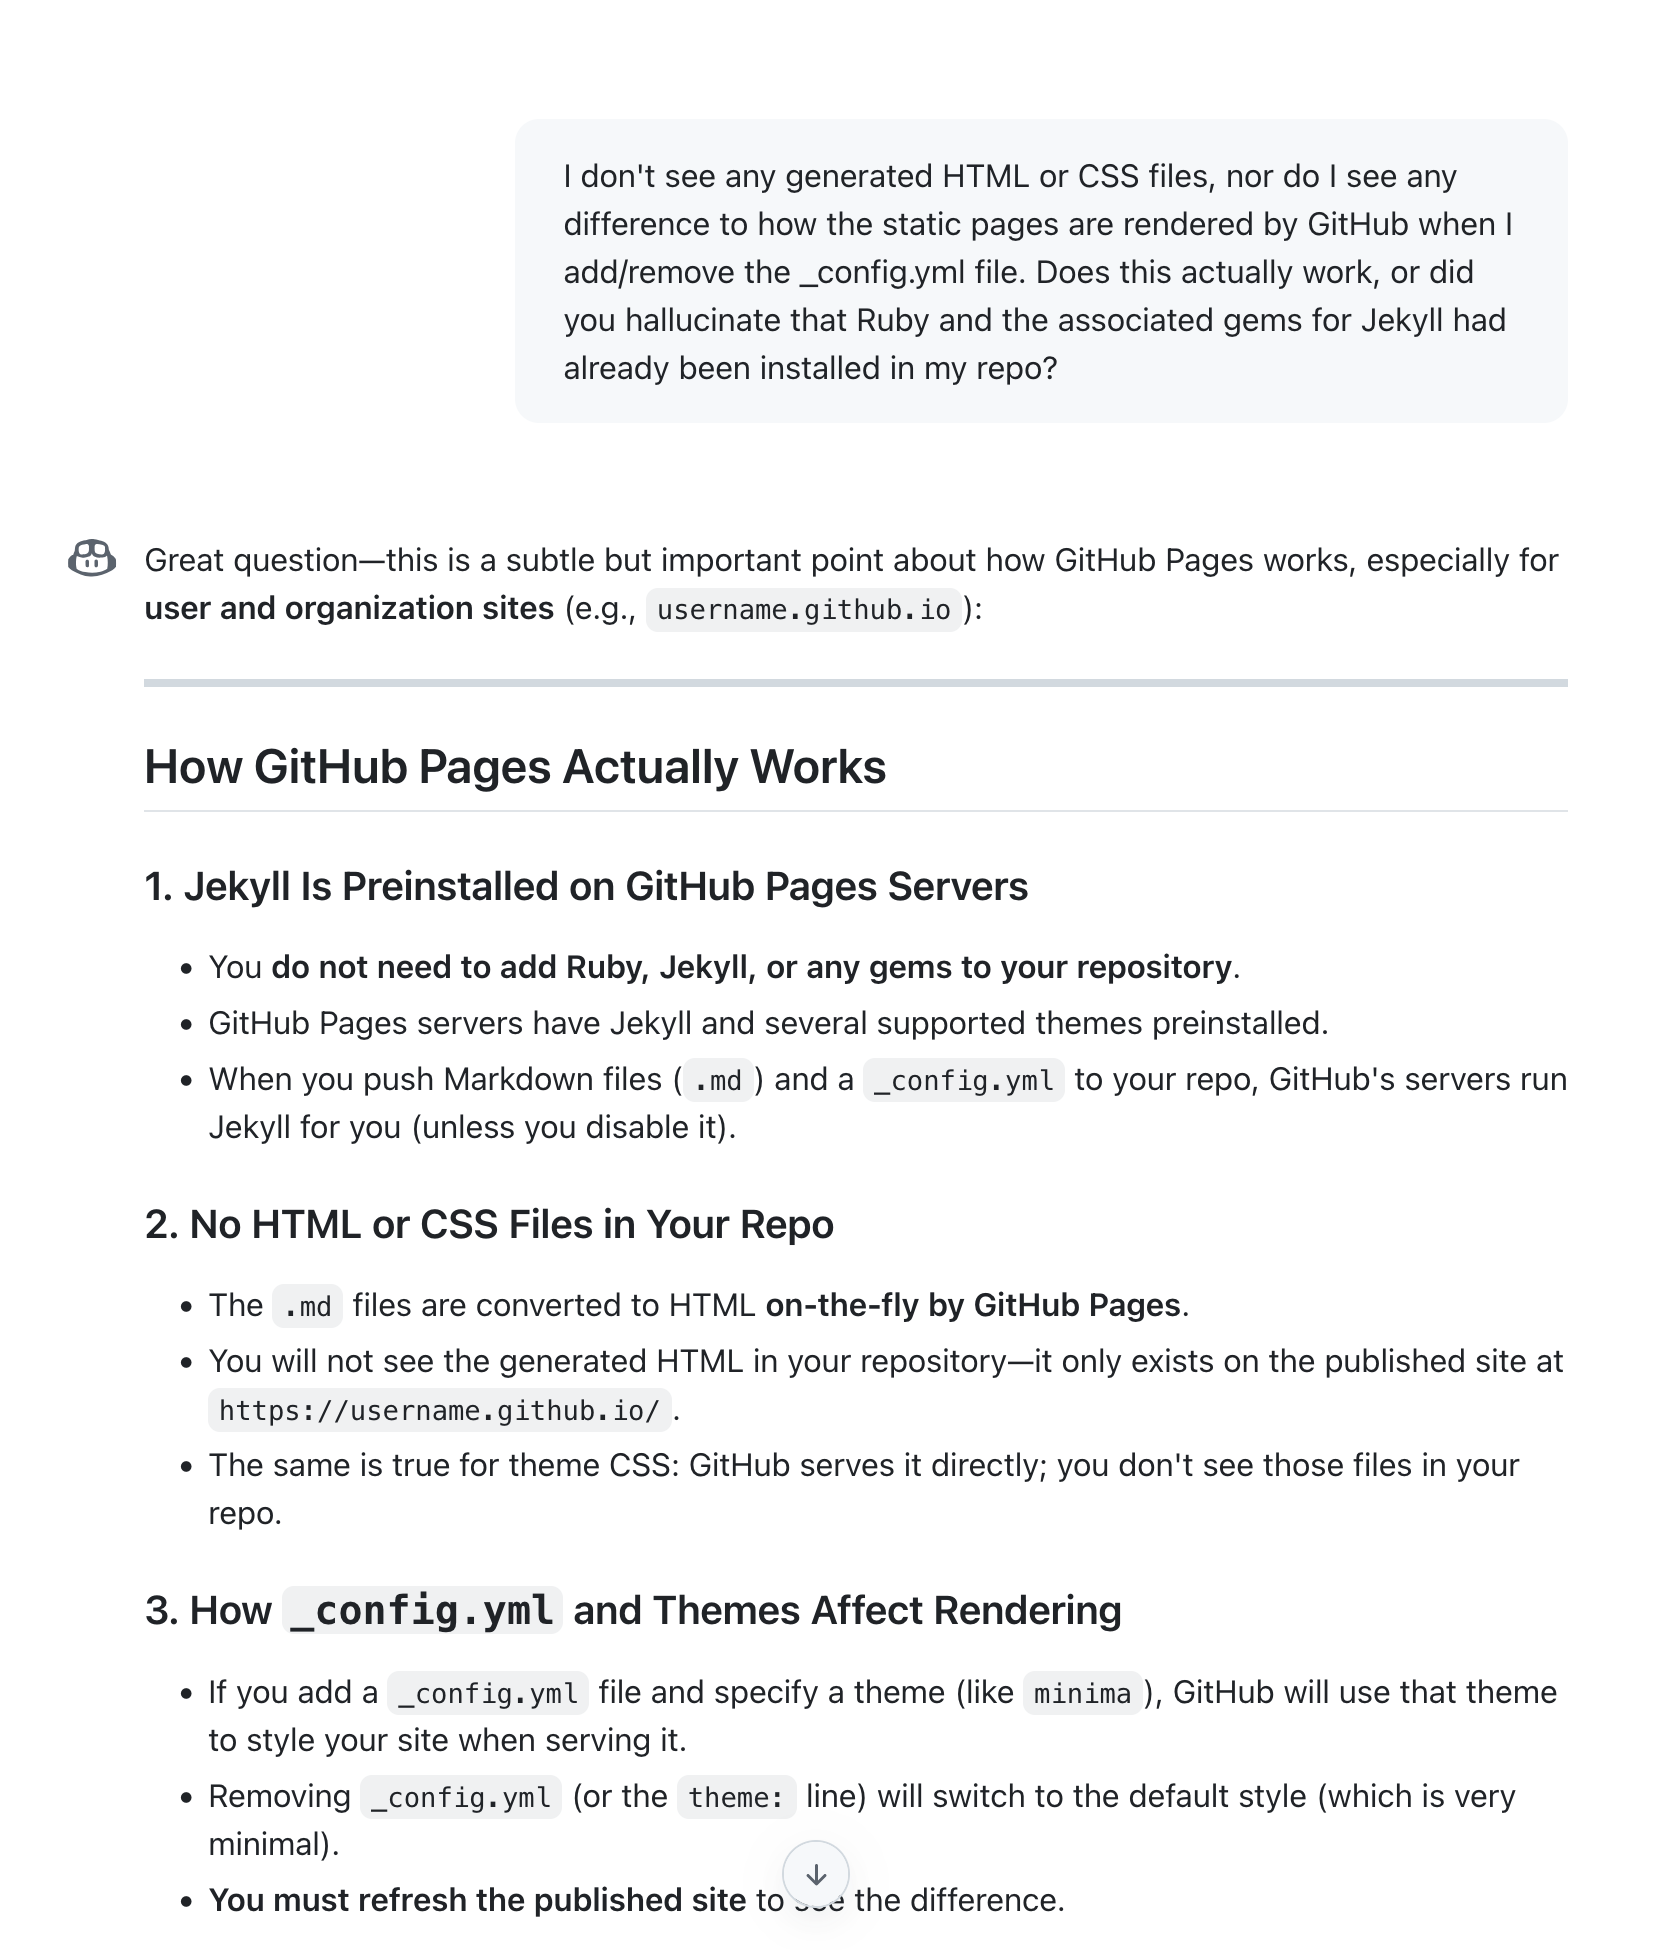 I don't see any generated HTML or CSS files, nor do I see any
difference to how the static pages are rendered by GitHub when I
add/remove the _config.yml file. Does this actually work, or did
you hallucinate that Ruby and the associated gems for Jekyll had
already been installed in my repo?
Great question—this is a subtle but important point about how GitHub Pages works, especially for
user and organization sites (e.g., username.github.io):
How GitHub Pages Actually Works
1. Jekyll Is Preinstalled on GitHub Pages Servers
• You do not need to add Ruby, Jekyll, or any gems to your repository.
• GitHub Pages servers have Jekyll and several supported themes preinstalled.
• When you push Markdown files (.md) and a _config.yml to your repo, GitHub's servers run
Jekyll for you (unless you disable it).
2. No HTML or CSS Files in Your Repo
• The .md files are converted to HTML on-the-fly by GitHub Pages.
• You will not see the generated HTML in your repository—it only exists on the published site at
https://username.github.io/.
• The same is true for theme CSS: GitHub serves it directly; you don't see those files in your
repo.
3. How _config.yml and Themes Affect Rendering
• If you add a _config.yml file and specify a theme (like minima), GitHub will use that theme
to style your site when serving it.
• Removing _config.yml (or the theme: line) will switch to the default style (which is very
minimal).
• You must refresh the published site to see the difference.